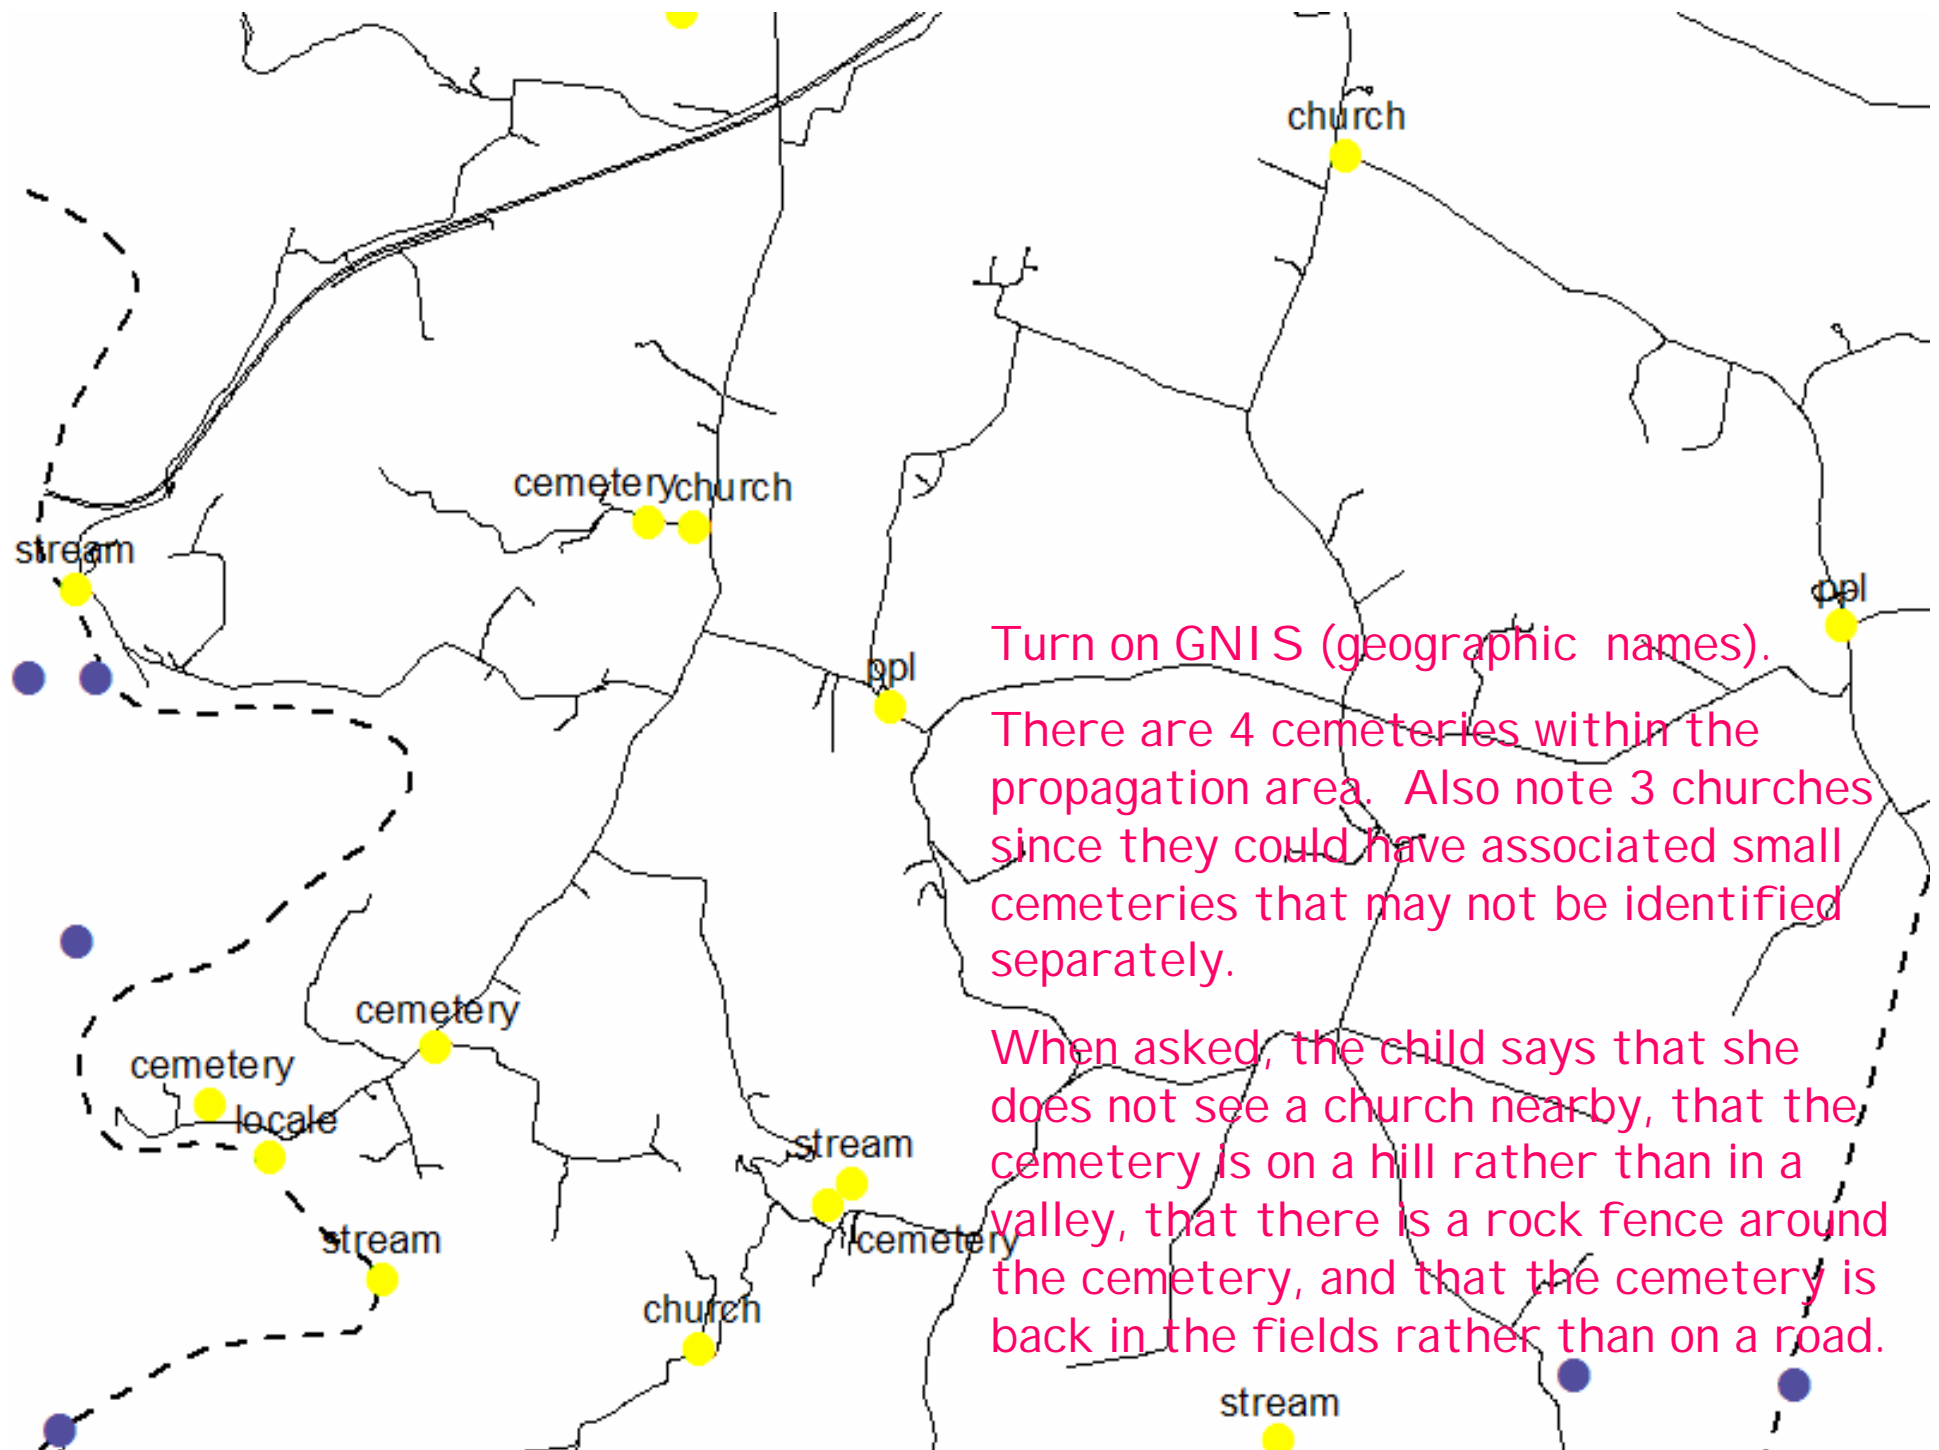 church
cemetery church
stream
ppl
Turn on GNIS (geographic names).
ppl
There are 4 cemeteries within the
propagation area. Also note 3 churches
since they could have associated small
cemeteries that may not be identified
separately.
cemetery
When asked, the child says that she
does not see a church nearby, that the
cemetery is on a hill rather than in a
valley, that there is a rock fence around
the cemetery, and that the cemetery is
back in the fields rather than on a road.
cemetery
locale
stream
cemetery
stream
church
stream